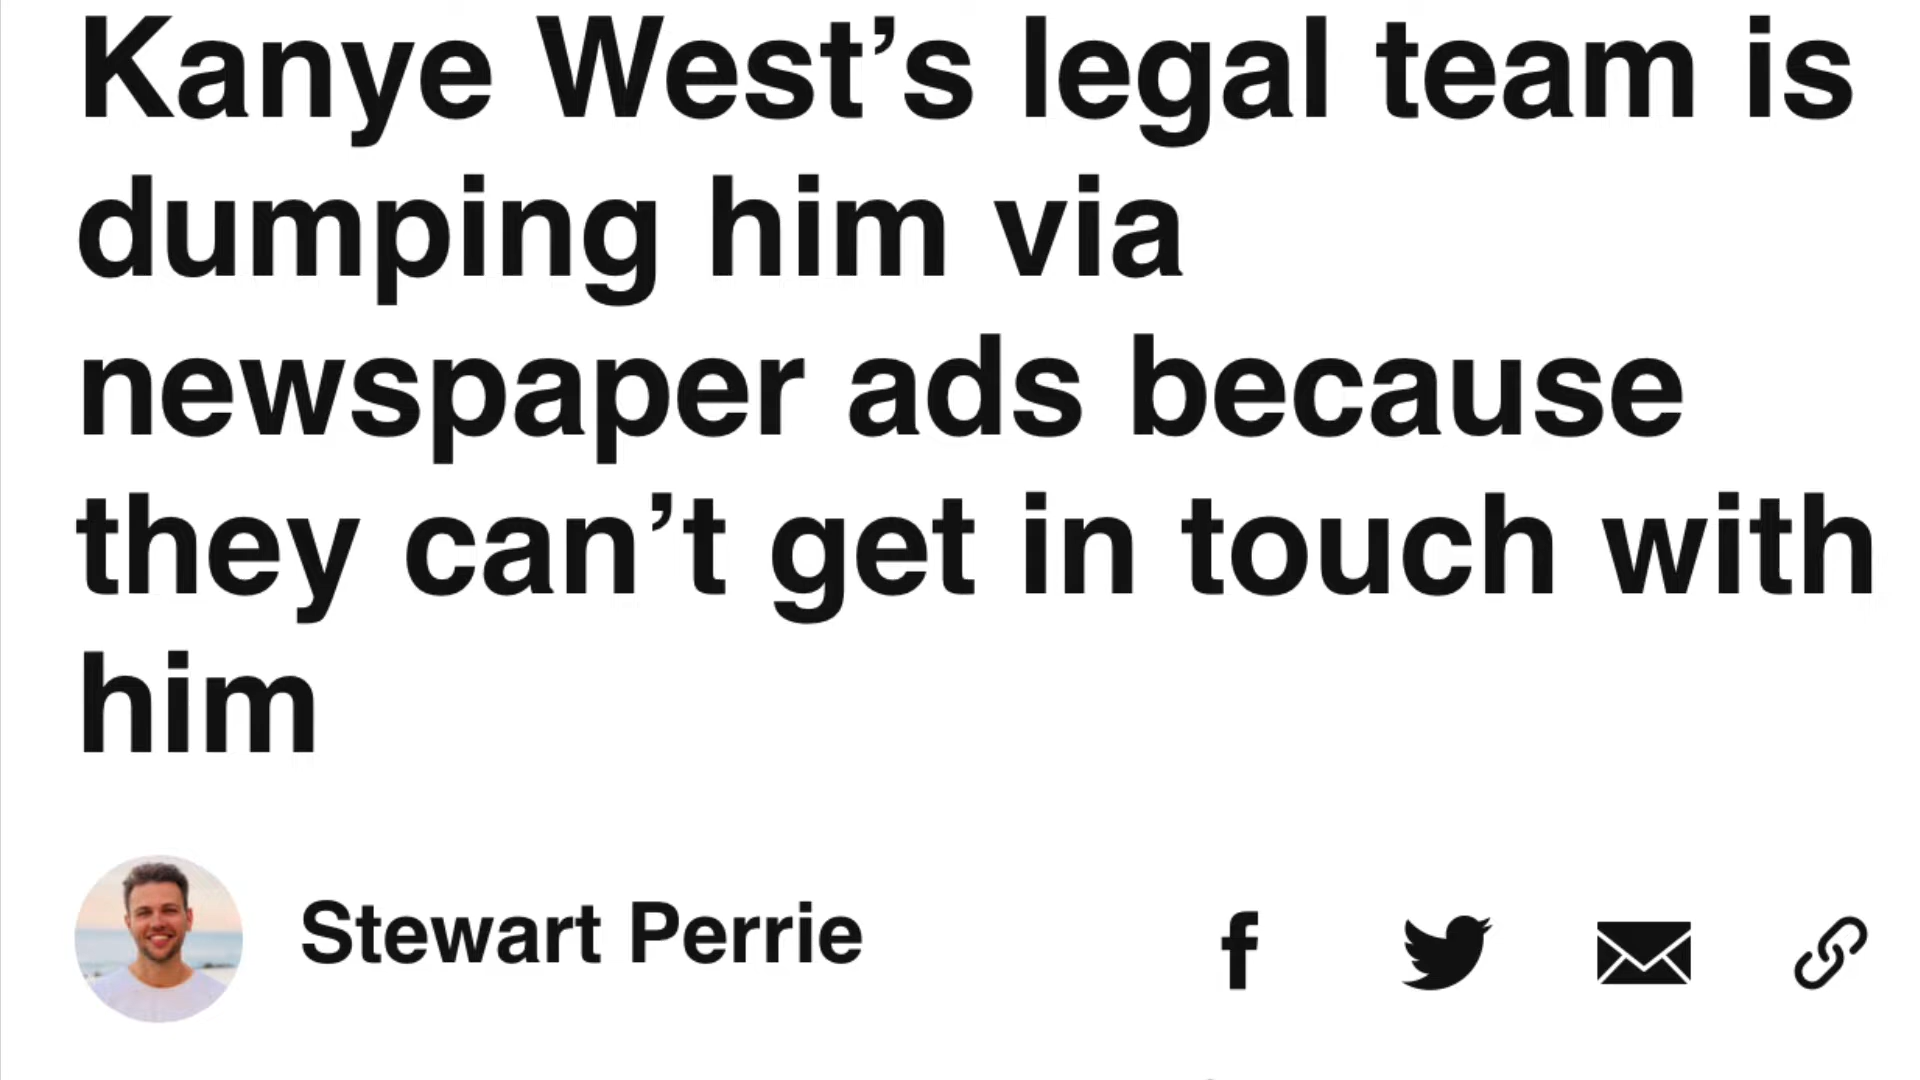 Kanye West’s legal team is
dumping him via
newspaper ads because
they can’t get in touch with
him
Stewart Perrie